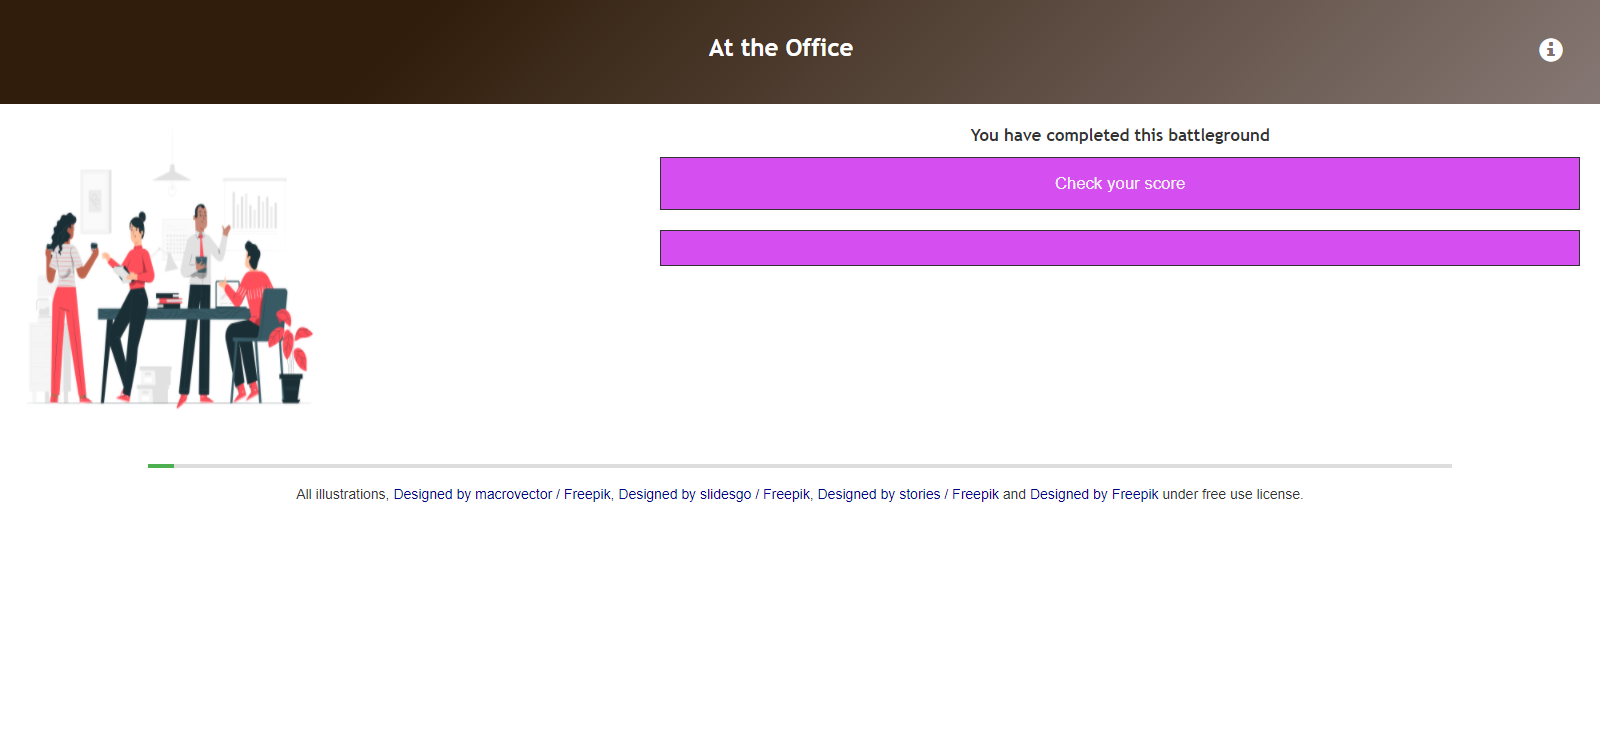 At the Office
You have completed this battleground
Check your score
All illustrations, Designed by macrovector / Freepik, Designed by slidesgo / Freepik, Designed by stories / Freepik and Designed by Freepik under free use license.